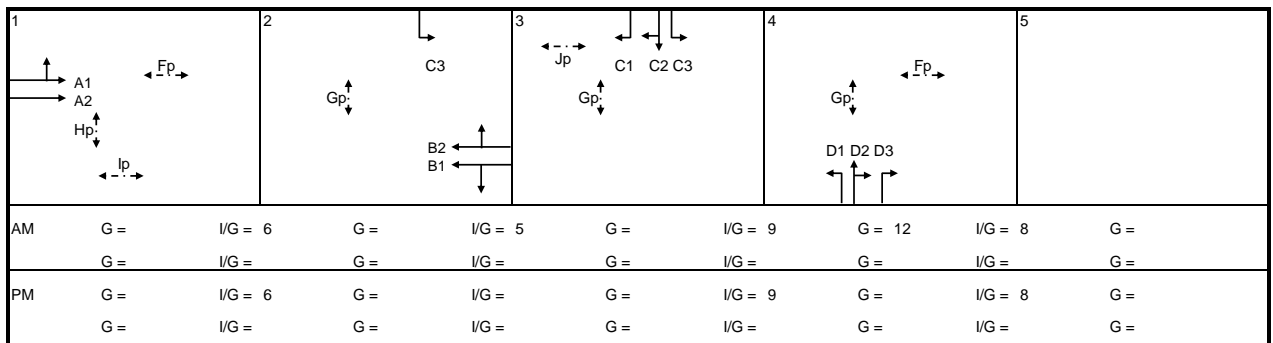 1 2 3 4 5
C3 Jp C1 C2 C3
Fp Fp
A1
A2
Gp Gp Gp
Hp
B2
B1
D1 D2 D3
Ip
AM G = I/G = 6 G = I/G = 5 G = I/G = 9 G = 12 I/G = 8 G =
G = I/G = G = I/G = G = I/G = G = I/G = G =
PM G = I/G = 6 G = I/G = G = I/G = 9 G = I/G = 8 G =
G = I/G = G = I/G = G = I/G = G = I/G = G =